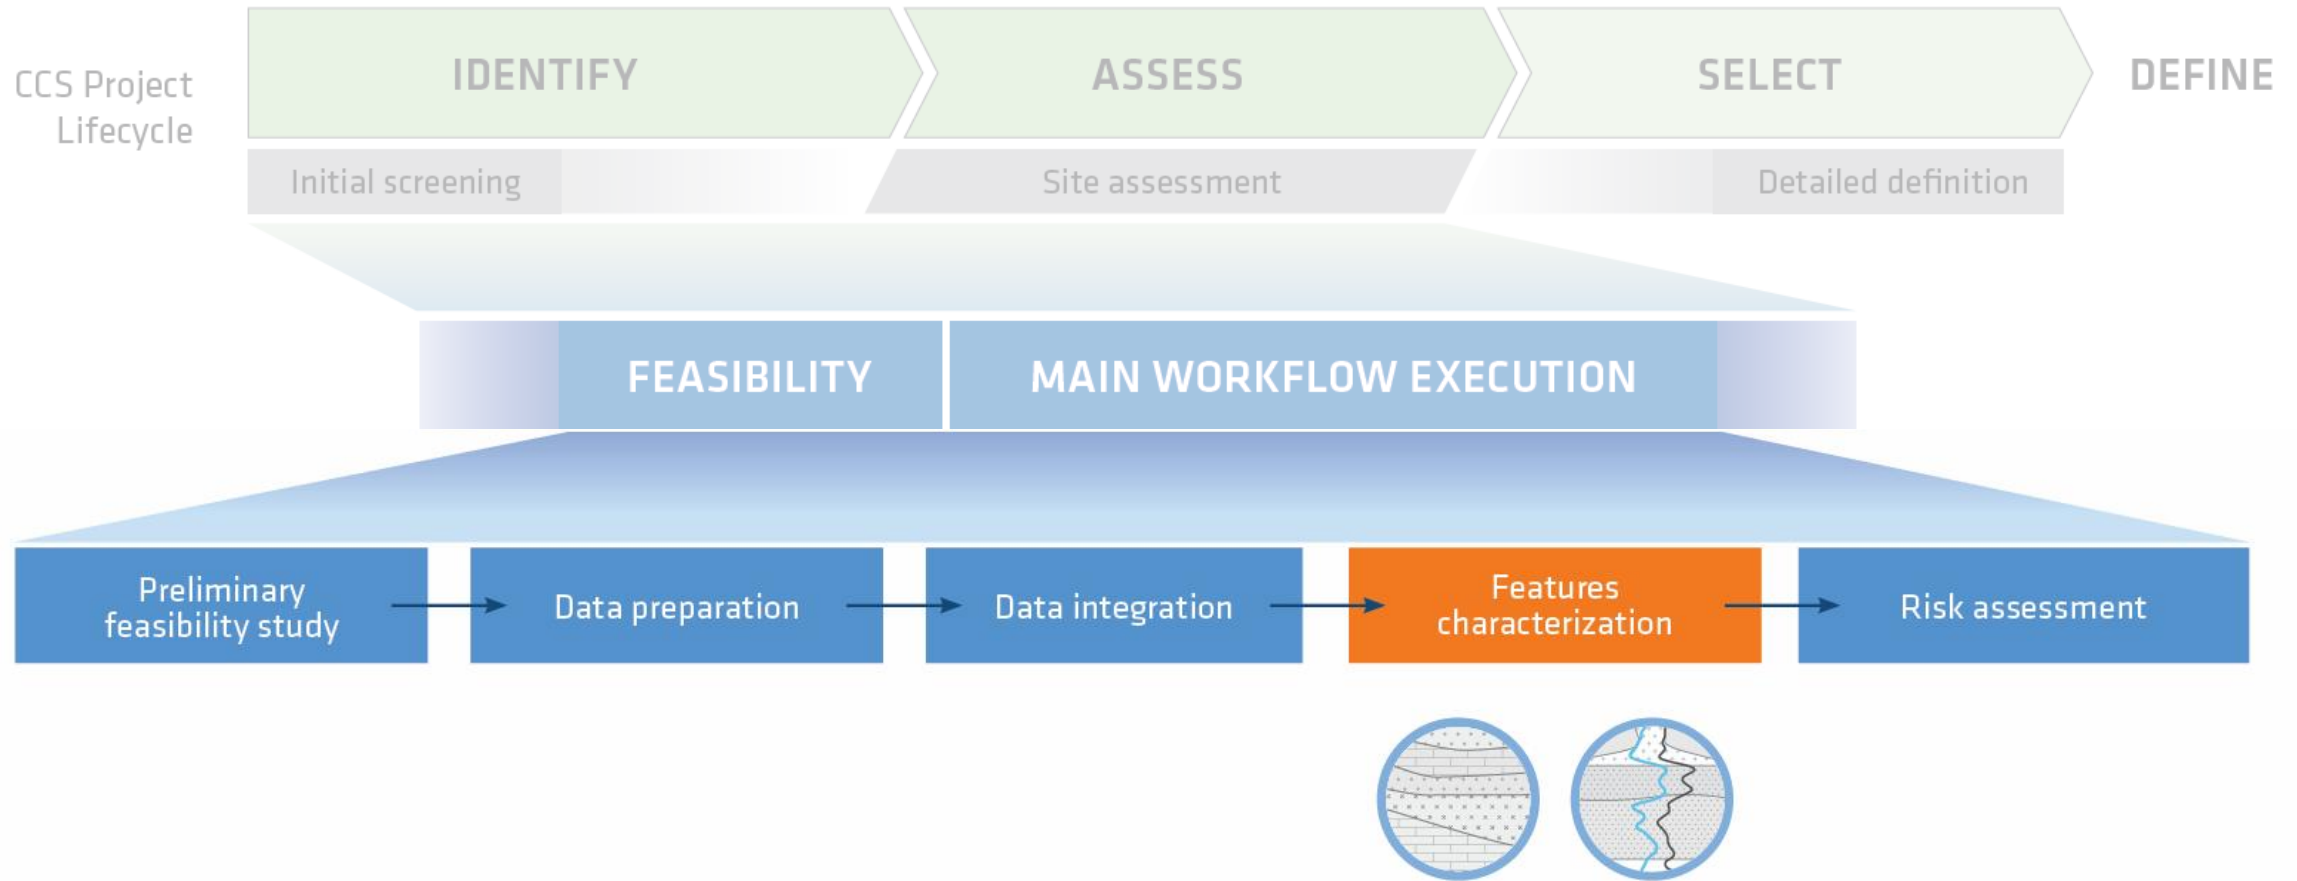 CCS Project
Lifecycle
IDENTIFY
ASSESS
SELECT
DEFINE
Initial screening
Site assessment
Detailed definition
FEASIBILITY
MAIN WORKFLOW EXECUTION
Preliminary
feasibility study
Data preparation
Data integration
Features
characterization
Risk assessment